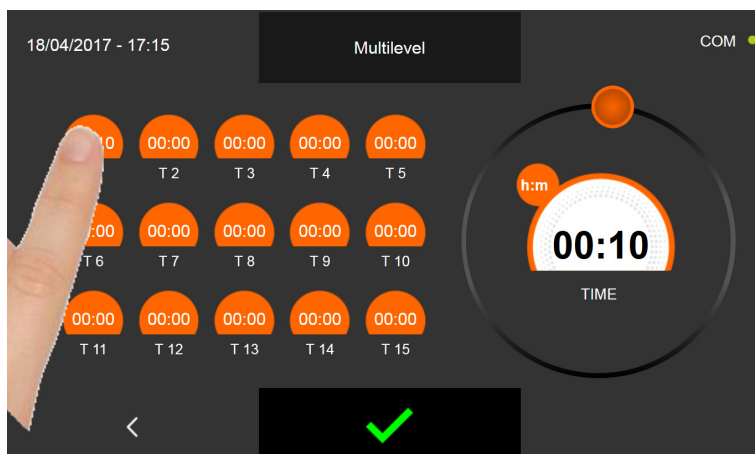 18/04/2017 - 17:15
Multilevel
COM
00:00 00:00 00:00 00:00
T 2 T 3 T 4 T 5
00:00 00:00 00:00 00:00
T 6 T 7 T 8 T 9 T 10
00:00 00:00 00:00 00:00 00:00
T 11 T 12 T 13 T 14 T 15
h:m
00:10
TIME